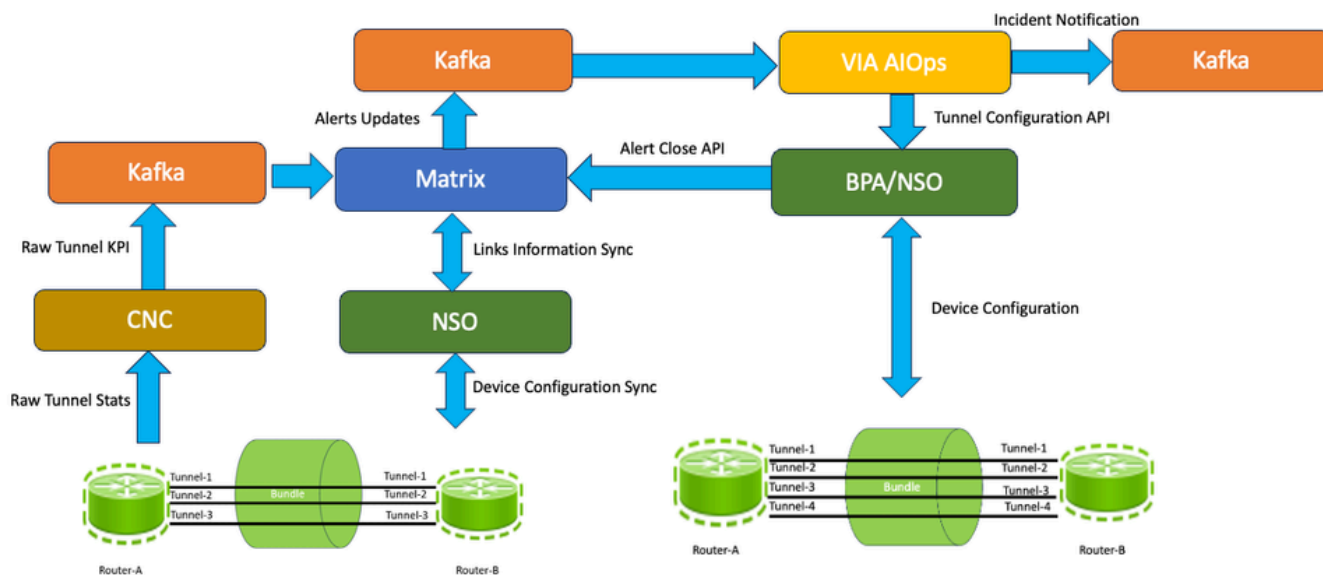 Incident Notification
Kafka
VIA AIOps
Kafka
Alerts Updates
Tunnel Configuration API
Alert Close API
Kafka
Matrix
BPA/NSO
Raw Tunnel KPI
Links Information Sync
CNC
NSO
Device Configuration
Raw Tunnel Stats
Device Configuration Sync
Tunnel-1
Tunnel-2
Tunnel-3
Bundle
Tunnel-1
Tunnel-2
Tunnel-3
Router-A
Router-B
Tunnel-1
Tunnel-2
Tunnel-3
Tunnel-4
Bundle
Tunnel-1
Tunnel-2
Tunnel-3
Tunnel-4
Router-A
Router-B